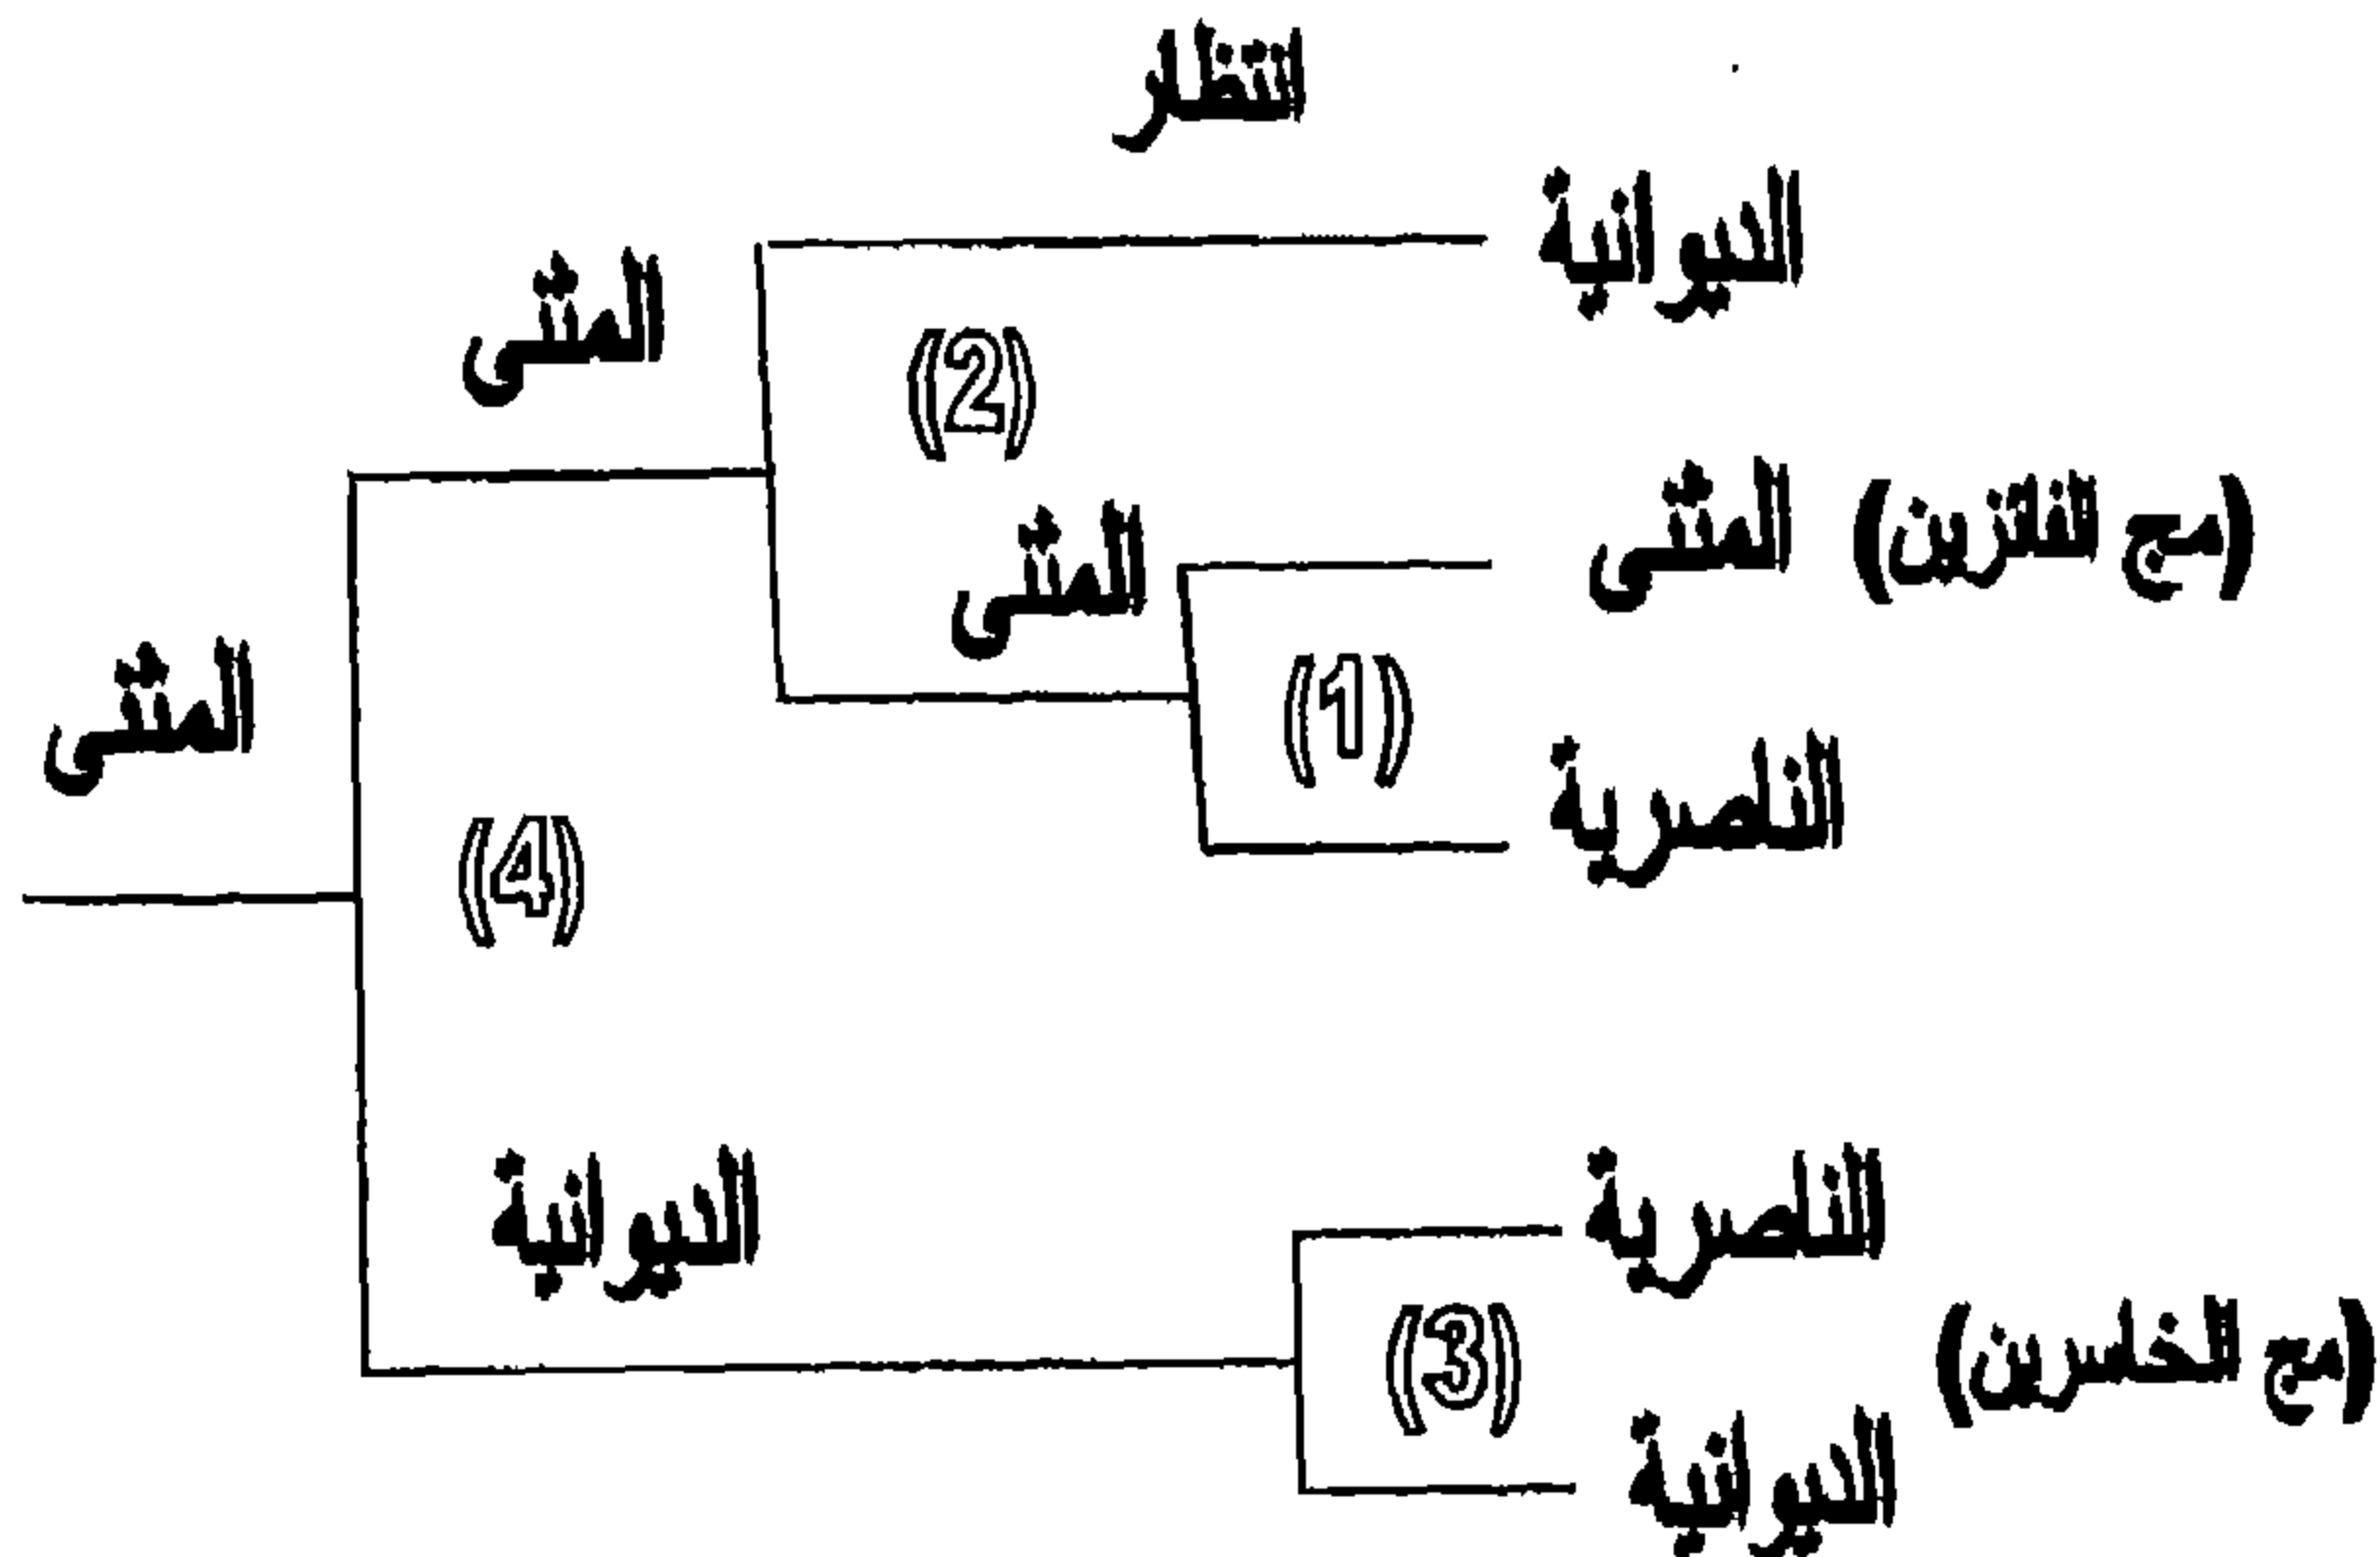 انتظار
الديوانية
المثنى
(2)
المثنى (مع الفائزين)
المثنى
(1)
المثنى
الناصرية
(4)
الديوانية
الناصرية
(3)
(مع الخاسرين)
الديوانية